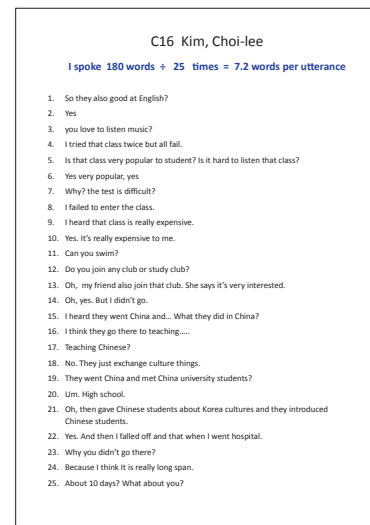 C16 Kim, Choi-lee
I spoke 180 words ÷ 25 times = 7.2 words per utterance
1. So they also good at English?
2. Yes
3. you love to listen music?
4. I tried that class twice but all fail.
5. Is that class very popular to student? Is it hard to listen that class?
6. Yes very popular, yes
7. Why? the test is difficult?
8. I failed to enter the class.
9. I heard that class is really expensive.
10. Yes. It's really expensive to me.
11. Can you swim?
12. Do you join any club or study club?
13. Oh, my friend also join that club. She says it's very interested.
14. Oh, yes. But I didn't go.
15. I heard they went China and... What they did in China?
16. I think they go there to teaching.....
17. Teaching Chinese?
18. No. They just exchange culture things.
19. They went China and met China university students?
20. Um. High school.
21. Oh, then gave Chinese students about Korea cultures and they introduced
Chinese students.
22. Yes. And then I falled off and that when I went hospital.
23. Why you didn't go there?
24. Because I think It is really long span.
25. About 10 days? What about you?